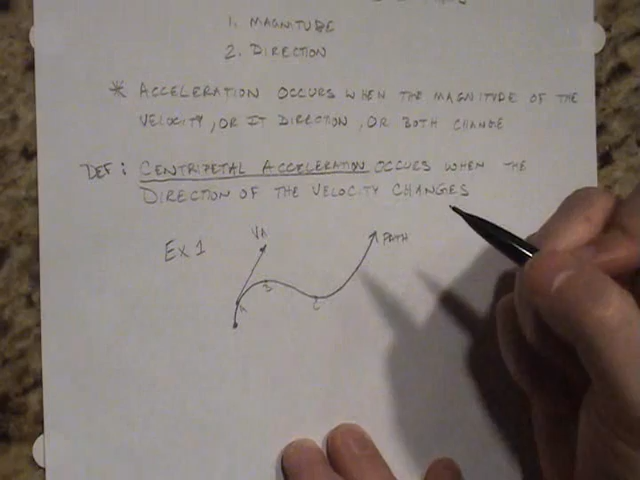 1. MAGNITUDE
2. DIRECTION
* ACCELERATION OCCURS WHEN THE MAGNITUDE OF THE
VELOCITY, OR IT DIRECTION, OR BOTH CHANGE
DEF: CENTRIPETAL ACCELERATION OCCURS WHEN THE
DIRECTION OF THE VELOCITY CHANGES
EX 1
VA
PATH
A
B
C